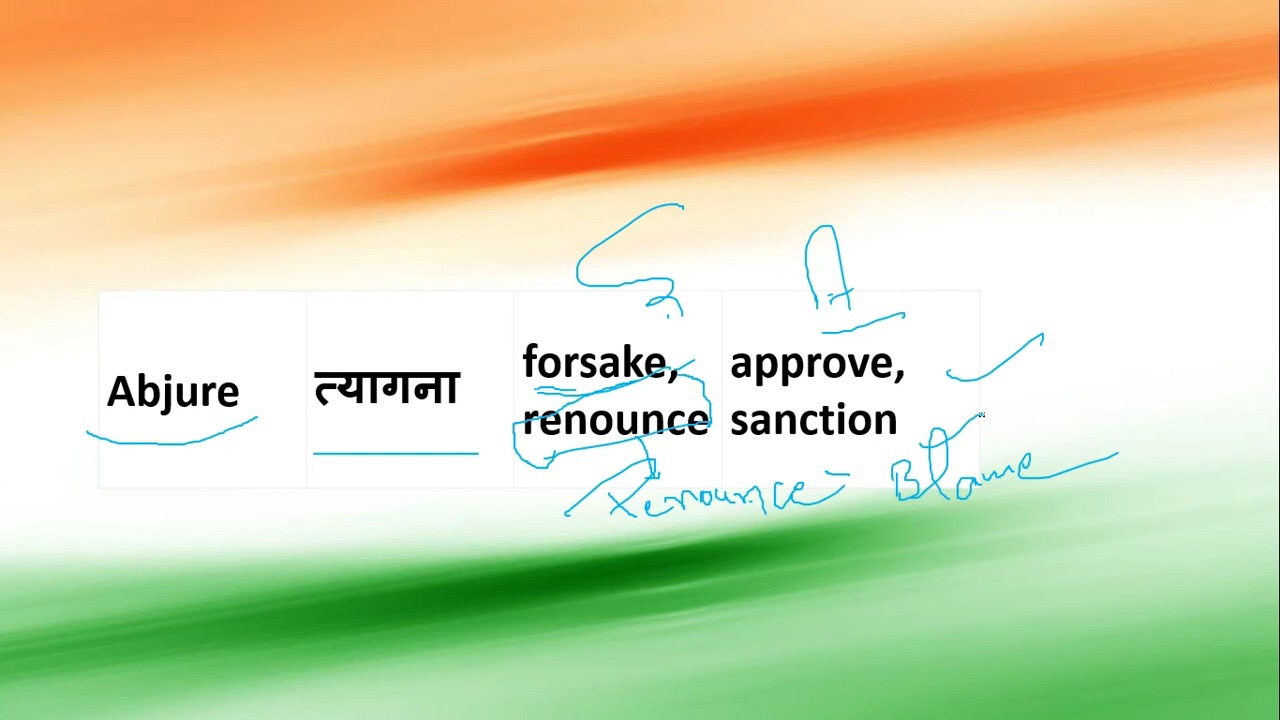 S A
Abjure त्यागना forsake, approve,
renounce sanction
Renounce - Blame